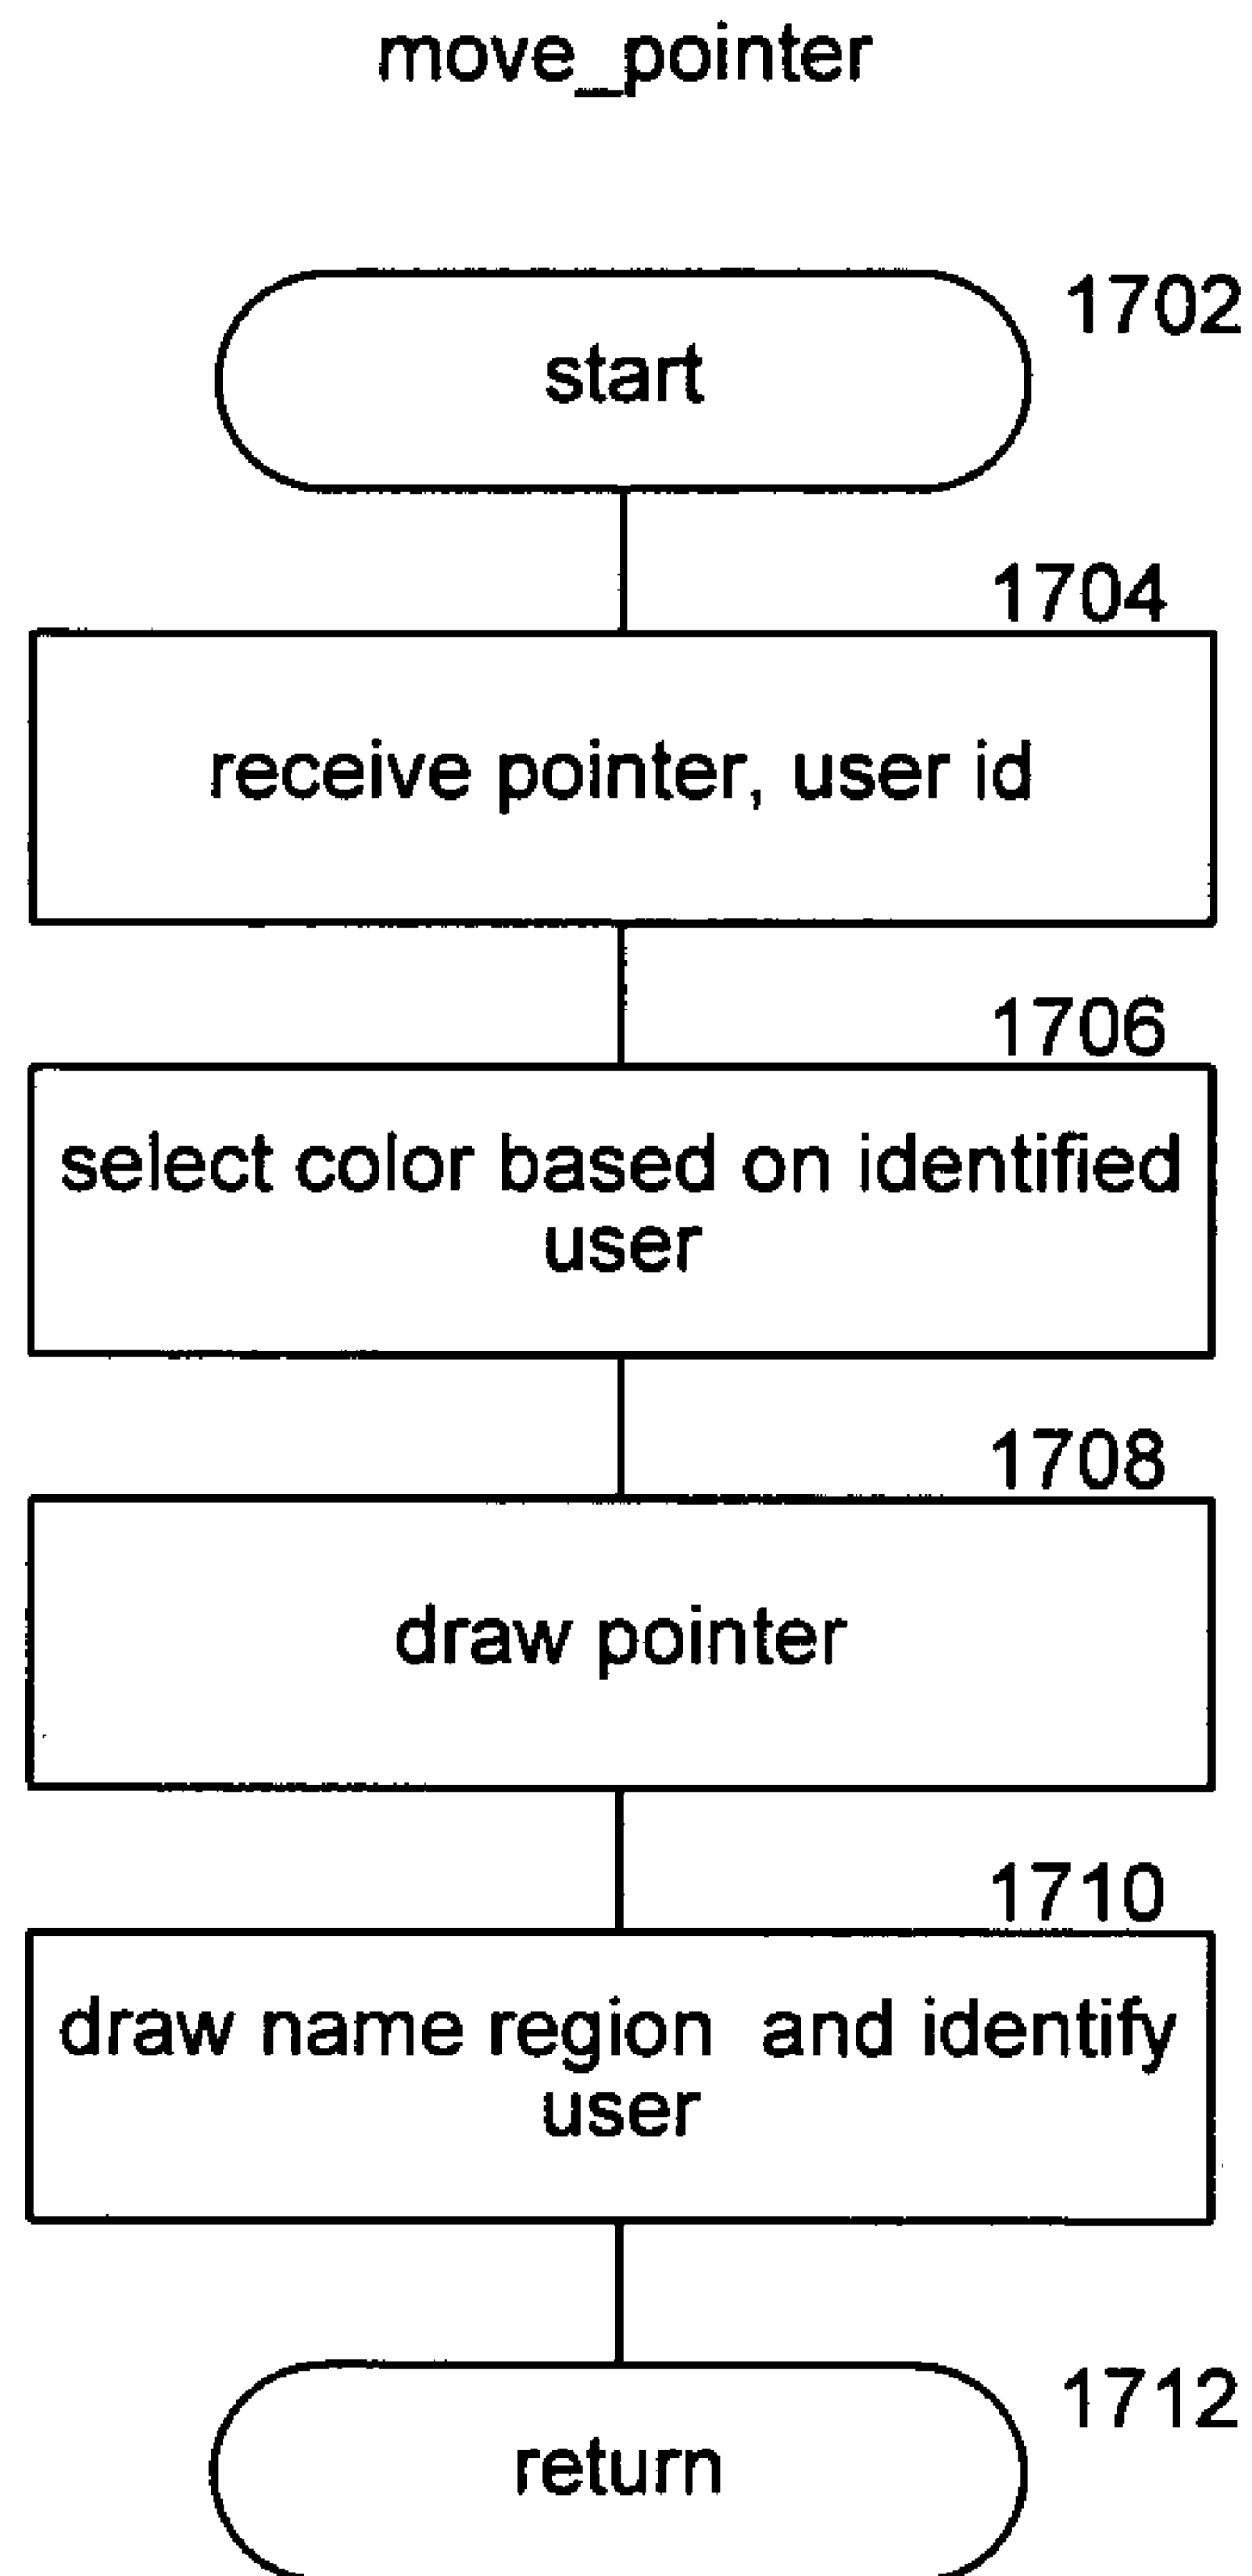 move_pointer
1702
start
1704
receive pointer, user id
1706
select color based on identified
user
1708
draw pointer
1710
draw name region  and identify
user
1712
return